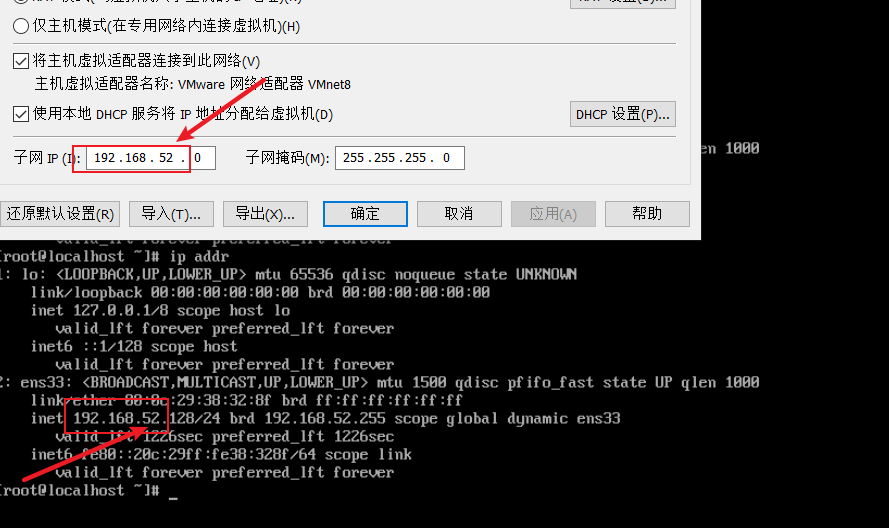 仅主机模式(在专用网络内连接虚拟机)(H)
将主机虚拟适配器连接到此网络(V)
主机虚拟适配器名称: VMware 网络适配器 VMnet8
使用本地 DHCP 服务将 IP 地址分配给虚拟机(D)
DHCP 设置(P)...
子网 IP (I): 192 . 168 . 52 . 0
子网掩码(M): 255 . 255 . 255 . 0
en 1000
还原默认设置(R) 导入(T)... 导出(X)... 确定 取消 应用(A) 帮助
valid_lft forever preferred_lft forever
[root@localhost ~]# ip addr
1: lo: <LOOPBACK,UP,LOWER_UP> mtu 65536 qdisc noqueue state UNKNOWN
link/loopback 00:00:00:00:00:00 brd 00:00:00:00:00:00
inet 127.0.0.1/8 scope host lo
valid_lft forever preferred_lft forever
inet6 ::1/128 scope host
valid_lft forever preferred_lft forever
2: ens33: <BROADCAST,MULTICAST,UP,LOWER_UP> mtu 1500 qdisc pfifo_fast state UP qlen 1000
link/ether 00:0c:29:38:32:8f brd ff:ff:ff:ff:ff:ff
inet 192.168.52.128/24 brd 192.168.52.255 scope global dynamic ens33
valid_lft 1226sec preferred_lft 1226sec
inet6 fe80::20c:29ff:fe38:328f/64 scope link
valid_lft forever preferred_lft forever
[root@localhost ~]# _